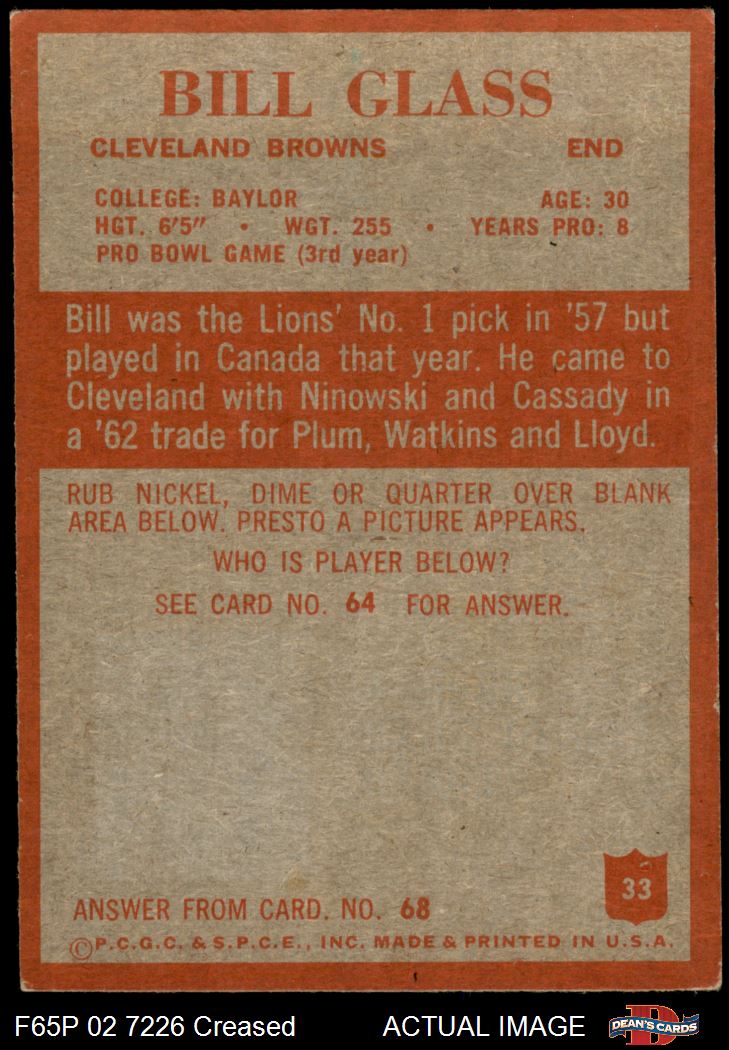 BILL GLASS
CLEVELAND BROWNS END
COLLEGE: BAYLOR AGE: 30
HGT. 6'5" • WGT. 255 • YEARS PRO: 8
PRO BOWL GAME (3rd year)
Bill was the Lions' No. 1 pick in '57 but
played in Canada that year. He came to
Cleveland with Ninowski and Cassady in
a '62 trade for Plum, Watkins and Lloyd.
RUB NICKEL, DIME OR QUARTER OVER BLANK
AREA BELOW. PRESTO A PICTURE APPEARS.
WHO IS PLAYER BELOW?
SEE CARD NO. 64 FOR ANSWER.
33
ANSWER FROM CARD. NO. 68
©P.C.G.C. & S.P.C.E., INC. MADE & PRINTED IN U.S.A.
F65P 02 7226 Creased ACTUAL IMAGE
D
DEAN'S CARDS